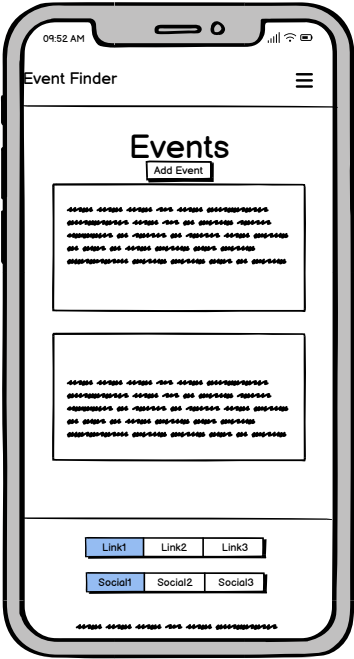 09:52 AM
Event Finder
Events
Add Event
Link1 Link2 Link3
Social1 Social2 Social3